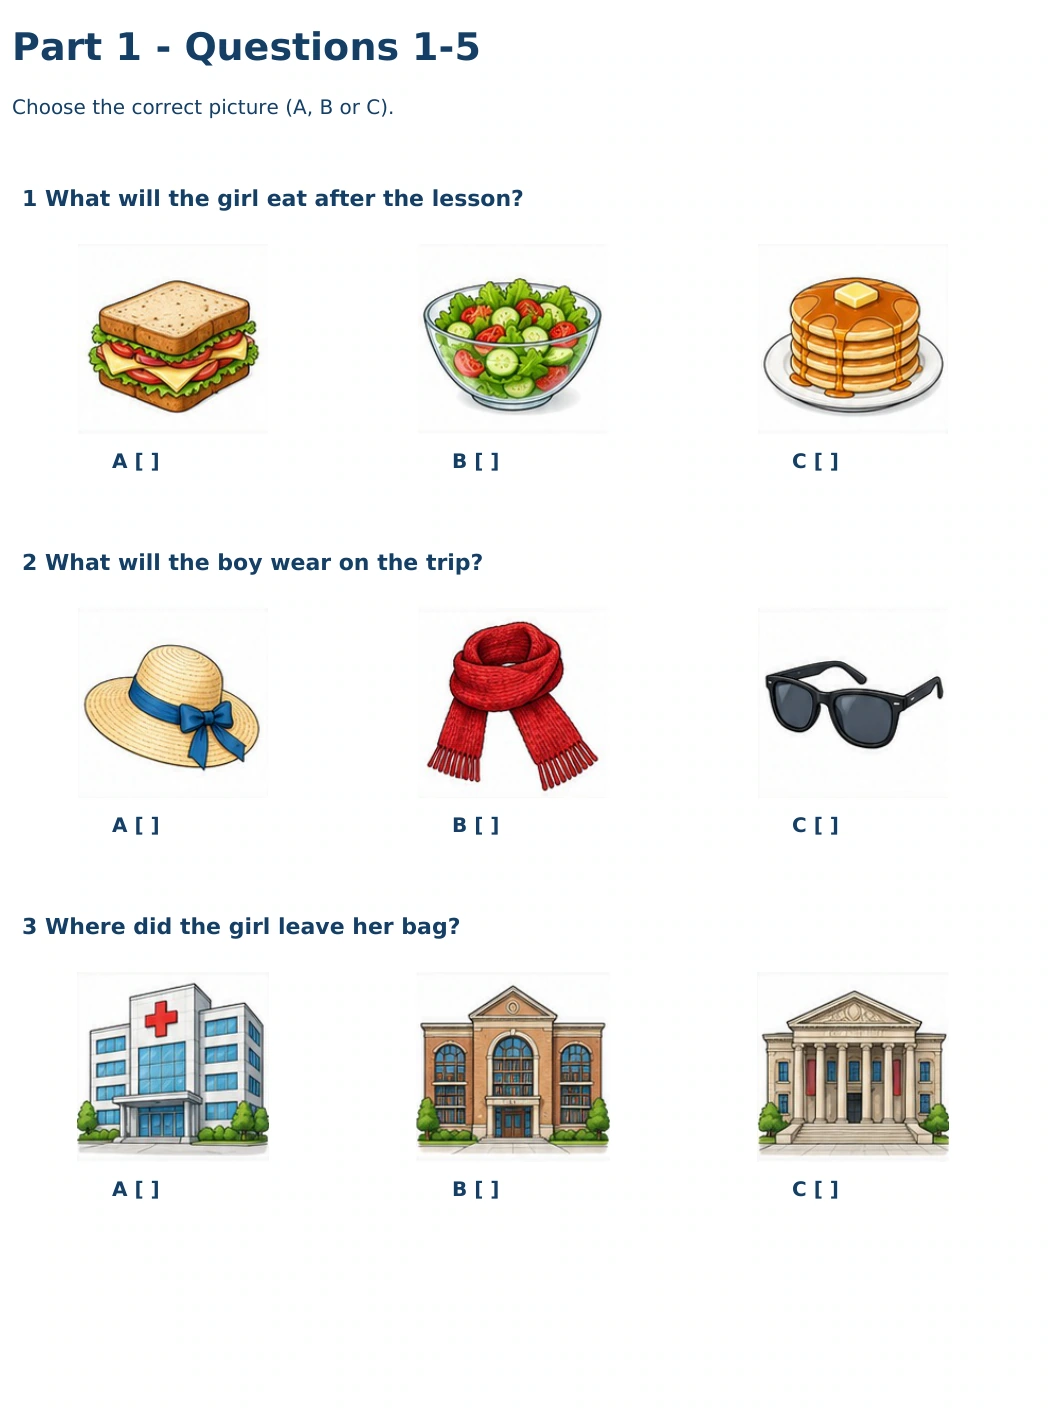 Part 1 - Questions 1-5
Choose the correct picture (A, B or C).
1 What will the girl eat after the lesson?
A [ ] B [ ] C [ ]
2 What will the boy wear on the trip?
A [ ] B [ ] C [ ]
3 Where did the girl leave her bag?
A [ ] B [ ] C [ ]